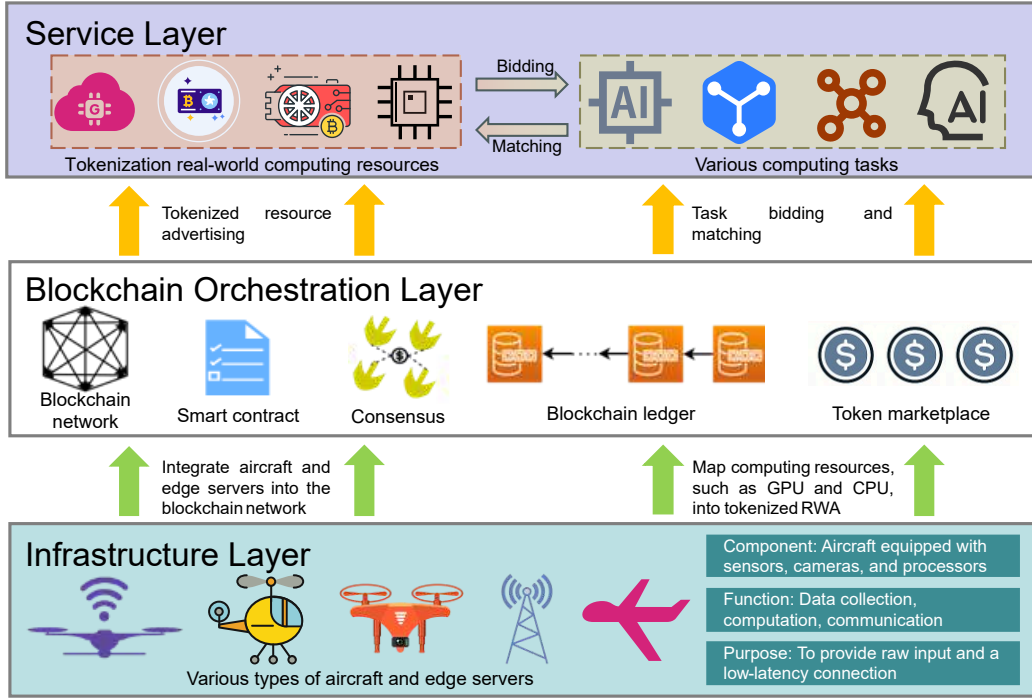 Service Layer
G
Bidding
AI
AI
Matching
Tokenization real-world computing resources
Various computing tasks
Tokenized resource
advertising
Task bidding and
matching
Blockchain Orchestration Layer
$
$ $ $
Blockchain
network
Smart contract
Consensus
Blockchain ledger
Token marketplace
Integrate aircraft and
edge servers into the
blockchain network
Map computing resources,
such as GPU and CPU,
into tokenized RWA
Infrastructure Layer
Component: Aircraft equipped with
sensors, cameras, and processors
Function: Data collection,
computation, communication
Purpose: To provide raw input and a
low-latency connection
Various types of aircraft and edge servers